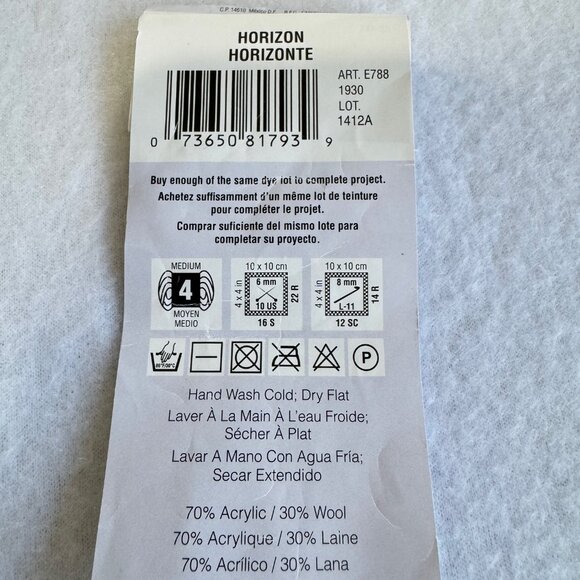 C.P. 14610 México D.F.
HORIZON
HORIZONTE
ART. E788
1930
LOT.
1412A
0 73650 81793 9
Buy enough of the same dye lot to complete project.
Achetez suffisamment d'un même lot de teinture
pour compléter le projet.
Comprar suficiente del mismo lote para
completar su proyecto.
MEDIUM
4
MOYEN
MEDIO
10 x 10 cm
4 x 4 in
6 mm
10 US
22 R
16 S
10 x 10 cm
4 x 4 in
8 mm
L-11
14 R
12 SC
P
Hand Wash Cold; Dry Flat
Laver À La Main À L'eau Froide;
Sécher À Plat
Lavar A Mano Con Agua Fría;
Secar Extendido
70% Acrylic / 30% Wool
70% Acrylique / 30% Laine
70% Acrílico / 30% Lana